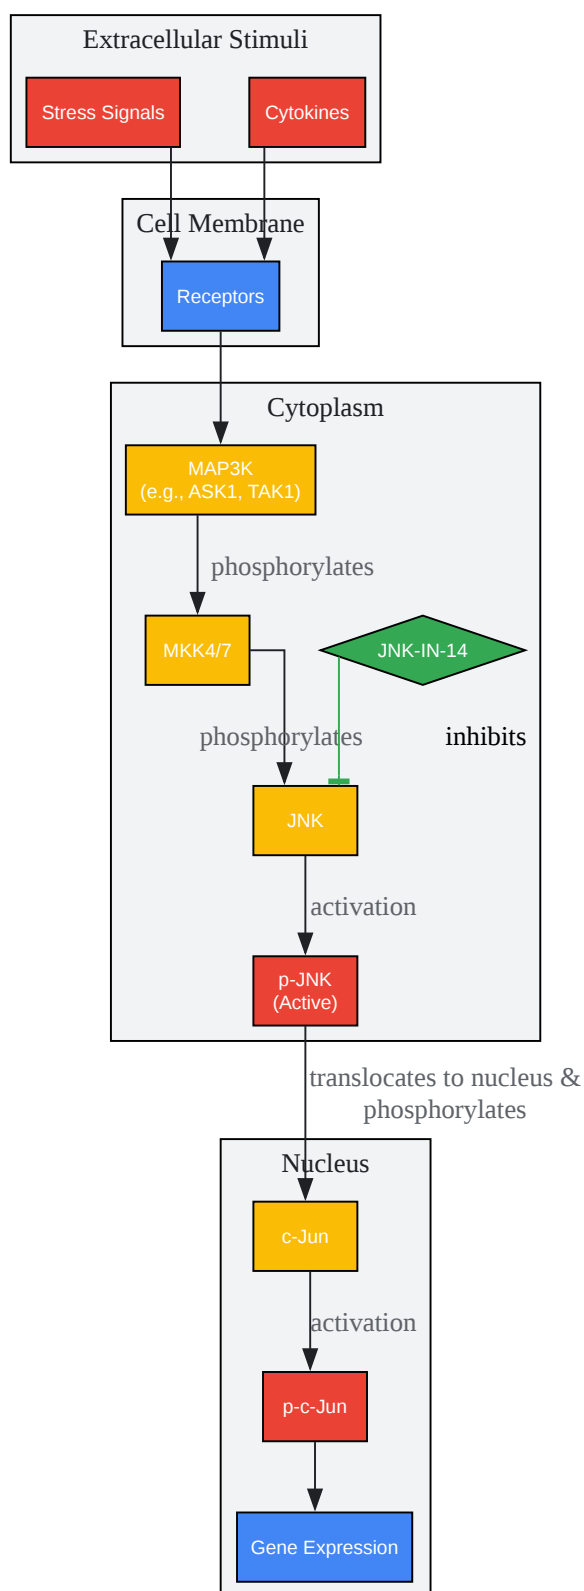 Extracellular Stimuli
Stress Signals
Cytokines
Cell Membrane
Receptors
Cytoplasm
MAP3K
(e.g., ASK1, TAK1)
phosphorylates
MKK4/7
JNK-IN-14
phosphorylates
inhibits
JNK
activation
p-JNK
(Active)
translocates to nucleus &
phosphorylates
Nucleus
c-Jun
activation
p-c-Jun
Gene Expression